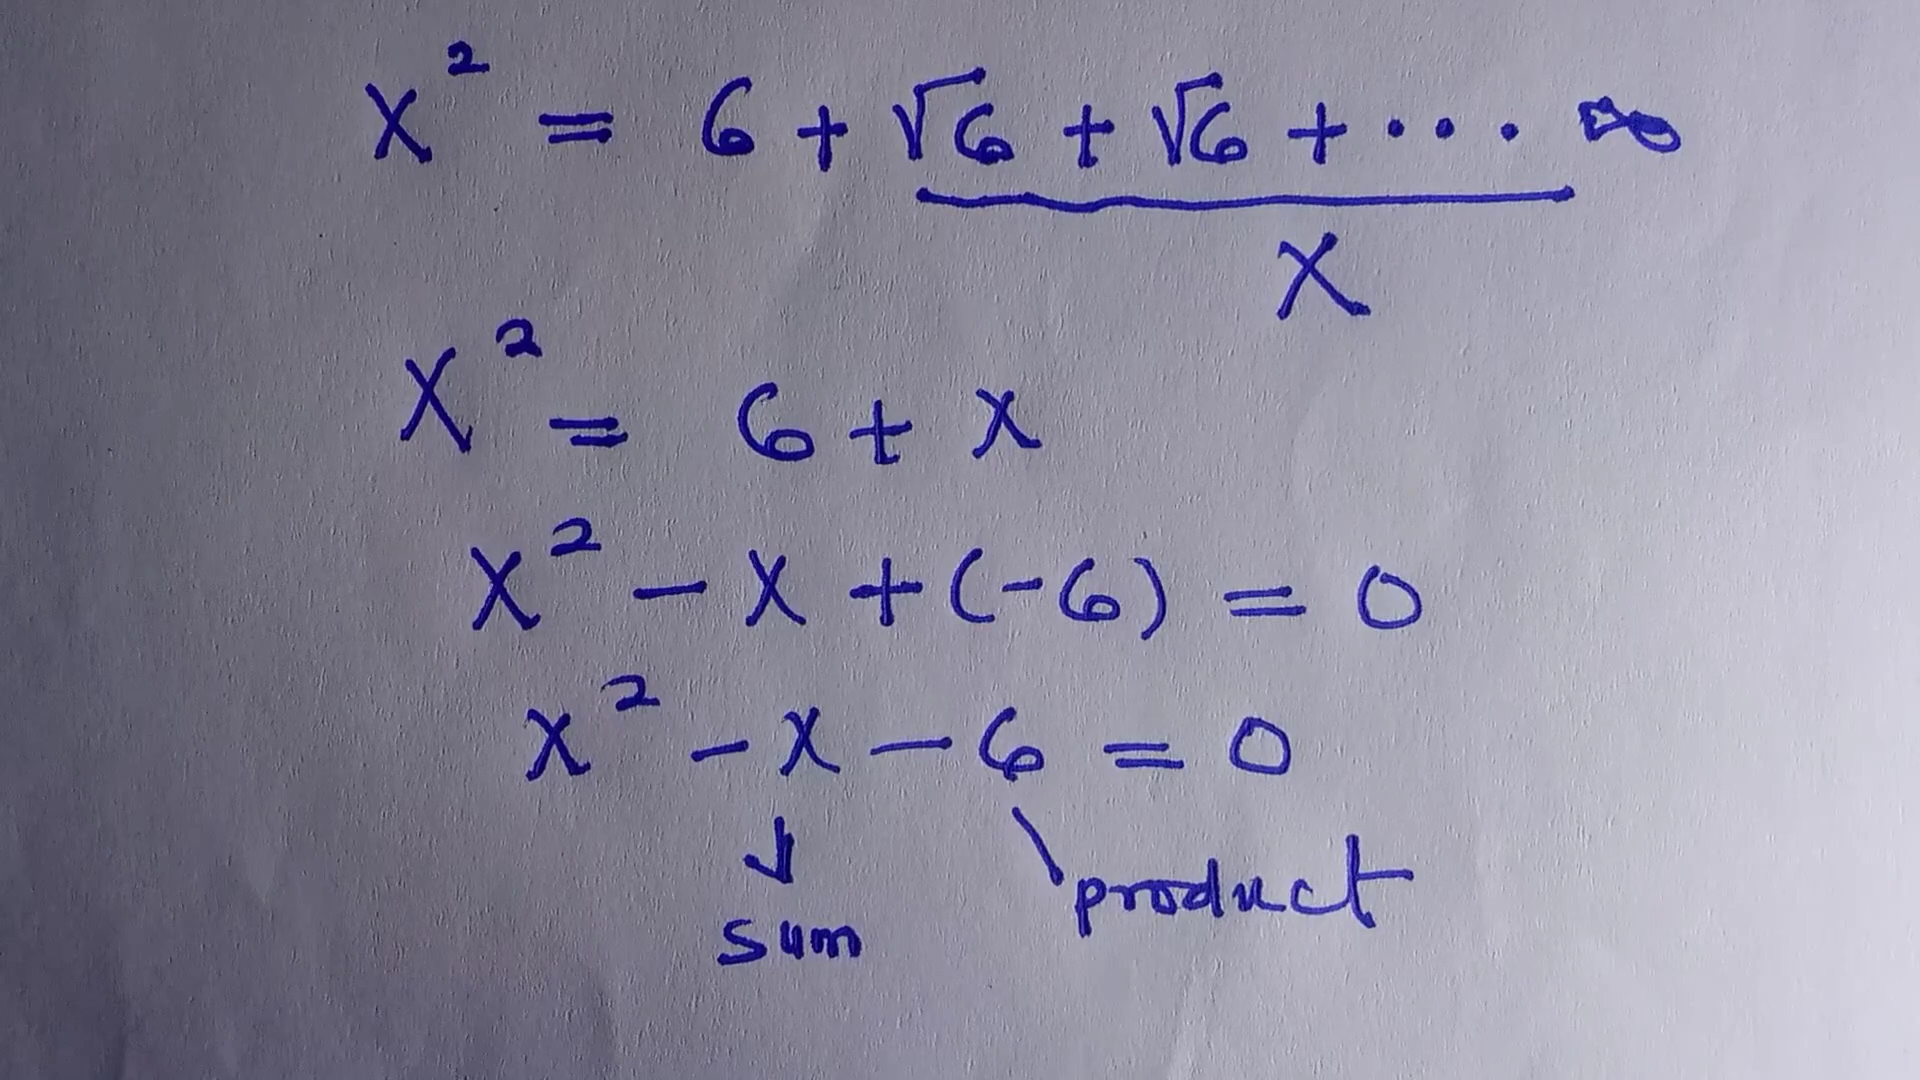 x² = 6 + √6 + √6 + ... ∞
x
x² = 6 + x
x² - x + (-6) = 0
x² - x - 6 = 0
sum product